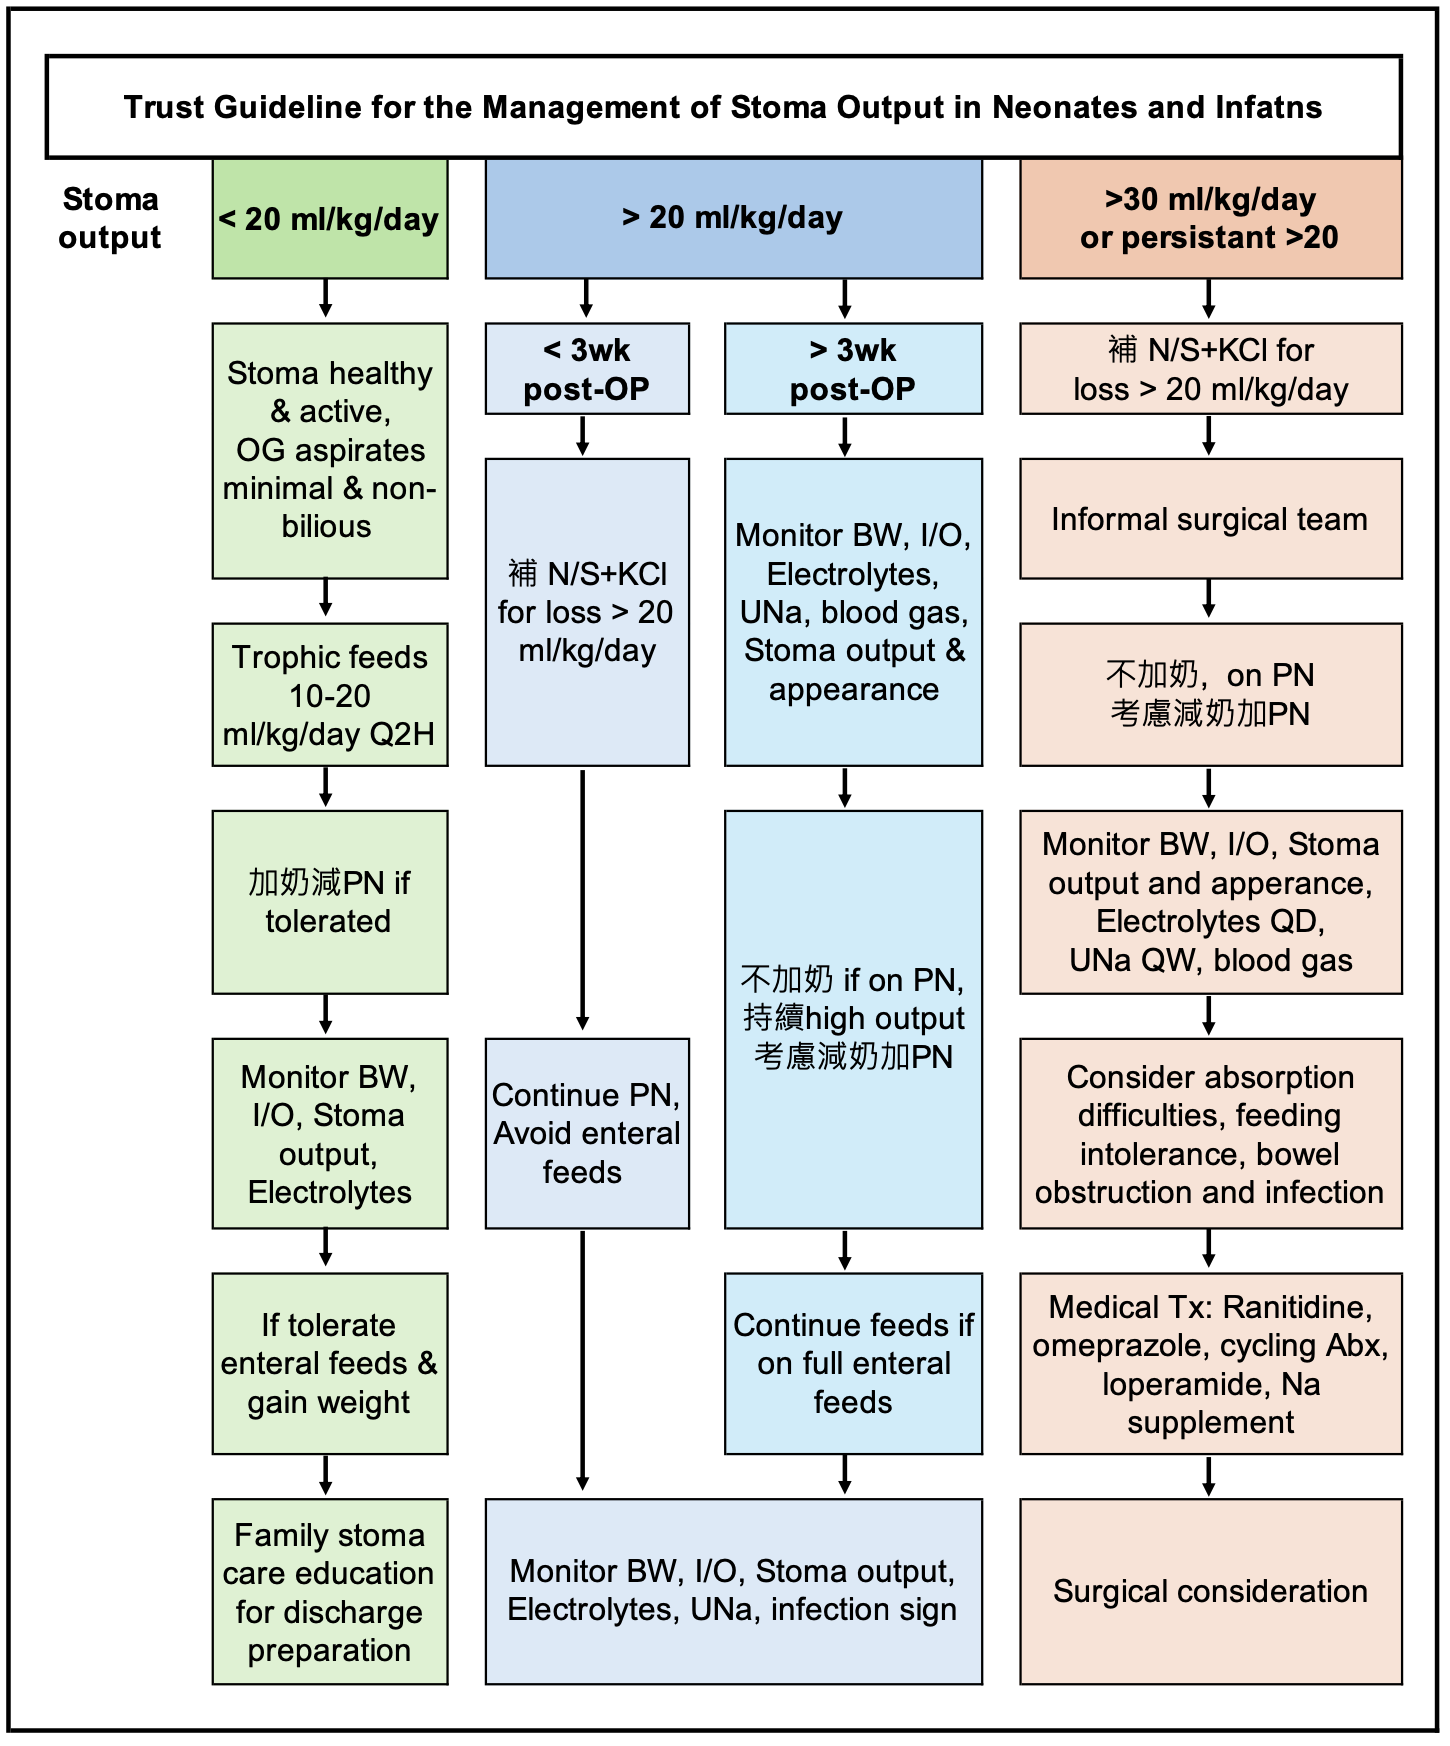 Trust Guideline for the Management of Stoma Output in Neonates and Infatns
Stoma
output
< 20 ml/kg/day
Stoma healthy
& active,
OG aspirates
minimal & non-
bilious
Trophic feeds
10-20
ml/kg/day Q2H
加奶減PN if
tolerated
Monitor BW,
I/O, Stoma
output,
Electrolytes
If tolerate
enteral feeds &
gain weight
Family stoma
care education
for discharge
preparation
> 20 ml/kg/day
< 3wk
post-OP
補 N/S+KCl
for loss > 20
ml/kg/day
Continue PN,
Avoid enteral
feeds
> 3wk
post-OP
Monitor BW, I/O,
Electrolytes,
UNa, blood gas,
Stoma output &
appearance
不加奶 if on PN,
持續high output
考慮減奶加PN
Continue feeds if
on full enteral
feeds
Monitor BW, I/O, Stoma output,
Electrolytes, UNa, infection sign
>30 ml/kg/day
or persistant >20
補 N/S+KCl for
loss > 20 ml/kg/day
Informal surgical team
不加奶, on PN
考慮減奶加PN
Monitor BW, I/O, Stoma
output and apperance,
Electrolytes QD,
UNa QW, blood gas
Consider absorption
difficulties, feeding
intolerance, bowel
obstruction and infection
Medical Tx: Ranitidine,
omeprazole, cycling Abx,
loperamide, Na
supplement
Surgical consideration